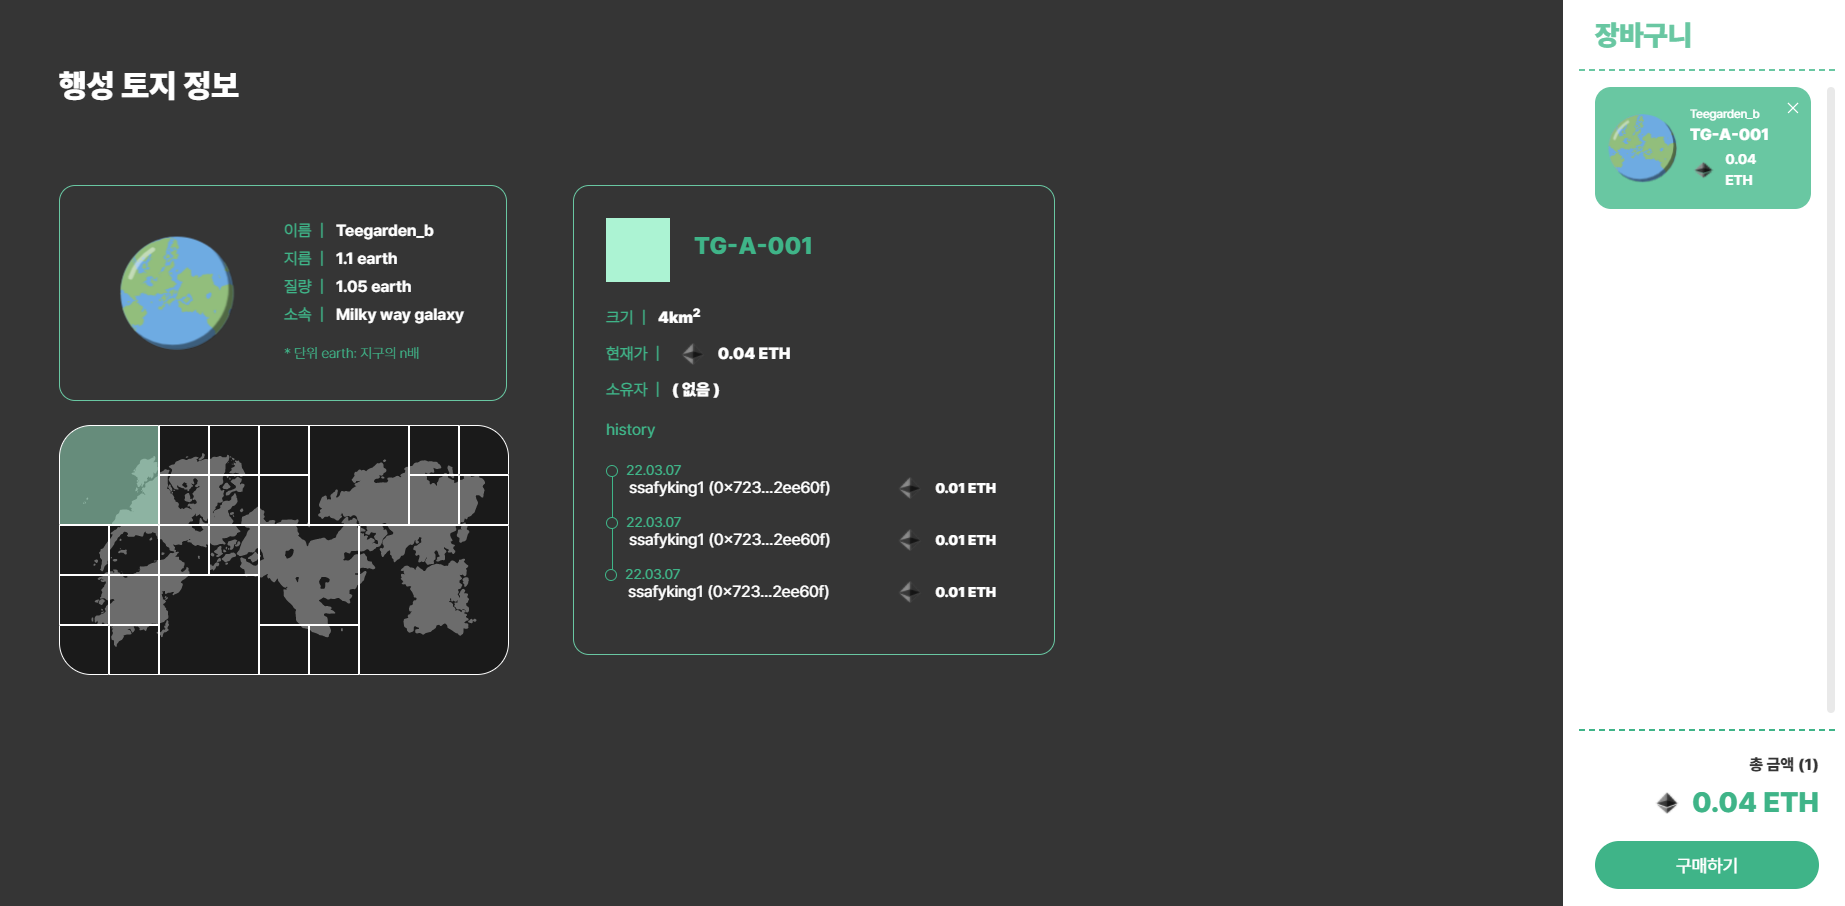 행성 토지 정보
이름 | Teegarden_b
지름 | 1.1 earth
질량 | 1.05 earth
소속 | Milky way galaxy
* 단위 earth: 지구의 n배
TG-A-001
크기 | 4km²
현재가 | 0.04 ETH
소유자 | ( 없음 )
history
22.03.07
ssafyking1 (0x723...2ee60f) 0.01 ETH
22.03.07
ssafyking1 (0x723...2ee60f) 0.01 ETH
22.03.07
ssafyking1 (0x723...2ee60f) 0.01 ETH
장바구니
Teegarden_b
TG-A-001
0.04
ETH
총 금액 (1)
0.04 ETH
구매하기